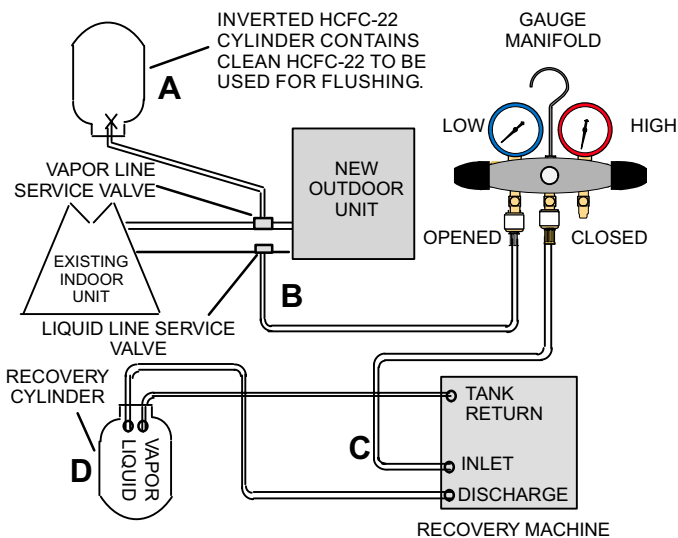 INVERTED HCFC-22
CYLINDER CONTAINS
CLEAN HCFC-22 TO BE
USED FOR FLUSHING.
A
GAUGE
MANIFOLD
LOW
HIGH
VAPOR LINE
SERVICE VALVE
NEW
OUTDOOR
UNIT
EXISTING
INDOOR
UNIT
OPENED
CLOSED
B
LIQUID LINE SERVICE
VALVE
RECOVERY
CYLINDER
TANK
RETURN
C
D
LIQUID
VAPOR
INLET
DISCHARGE
RECOVERY MACHINE